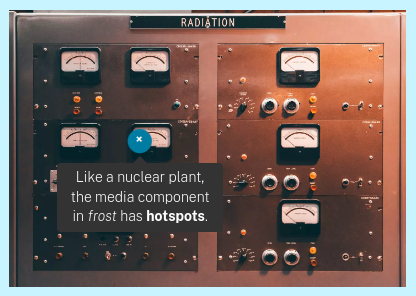 RADIATION
×
Like a nuclear plant,
the media component
in frost has hotspots.